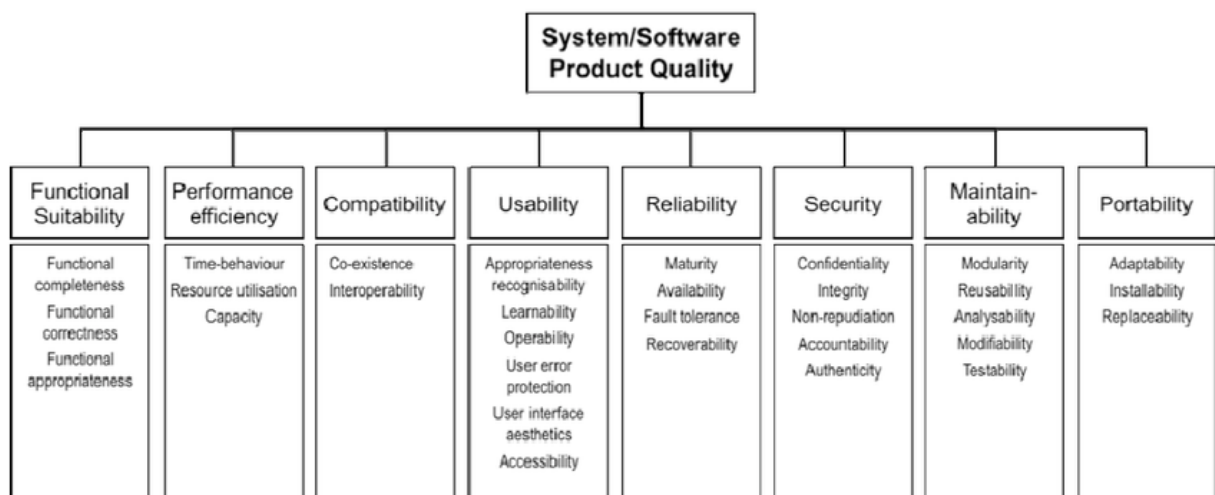 System/Software
Product Quality
Functional
Suitability
Performance
efficiency
Compatibility
Usability
Reliability
Security
Maintain-
ability
Portability
Functional
completeness
Functional
correctness
Functional
appropriateness
Time-behaviour
Resource utilisation
Capacity
Co-existence
Interoperability
Appropriateness
recognisability
Learnability
Operability
User error
protection
User interface
aesthetics
Accessibility
Maturity
Availability
Fault tolerance
Recoverability
Confidentiality
Integrity
Non-repudiation
Accountability
Authenticity
Modularity
Reusability
Analysability
Modifiability
Testability
Adaptability
Installability
Replaceability